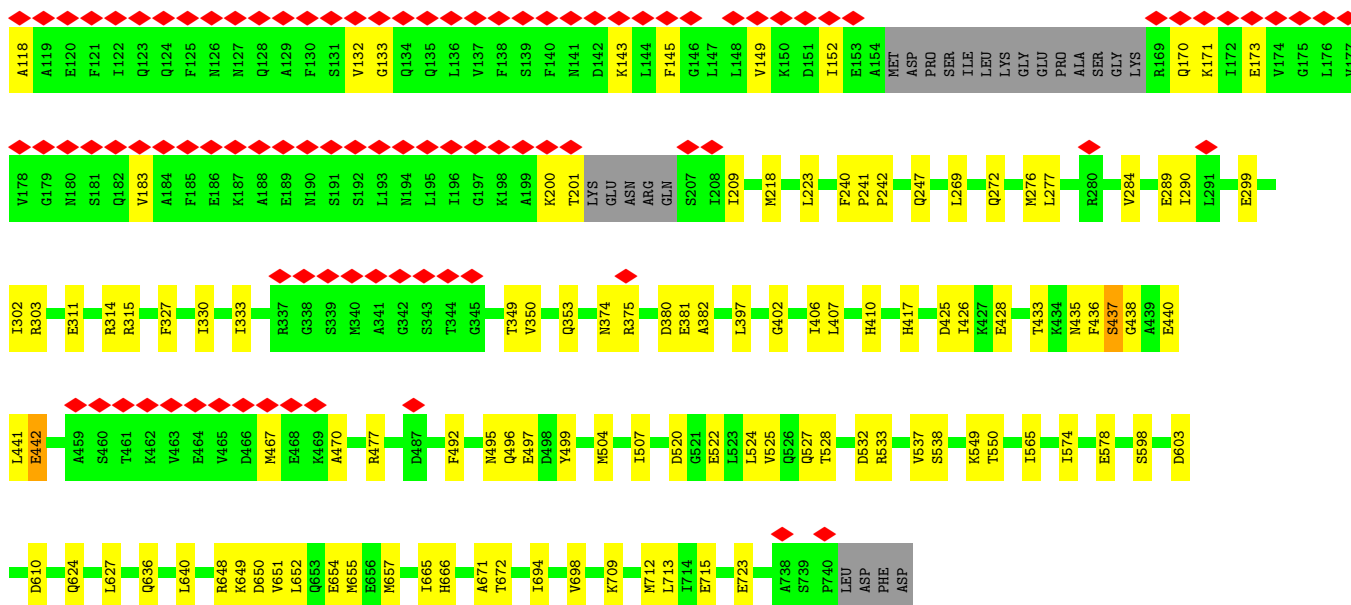 A118 A119 E120 F121 I122 Q123 Q124 F125 N126 N127 Q128 A129 F130 S131 V132 G133 Q134 Q135 L136 V137 F138 S139 F140 N141 D142 K143 L144 F145 G146 L147 L148 V149 K150 D151 I152 E153 A154 MET ASP PRO SER ILE LEU LYS GLY GLU PRO ALA SER GLY LYS R169 Q170 K171 I172 E173 V174 G175 L176 V177
V178 G179 N180 S181 Q182 V183 A184 F185 E186 K187 A188 E189 N190 S191 S192 L193 N194 L195 I196 G197 K198 A199 K200 T201 LYS GLU ASN ARG GLN S207 I208 I209 M218 L223 F240 P241 P242 Q247 L269 Q272 M276 L277 R280 V284 E289 I290 L291 E299
I302 R303 E311 R314 R315 F327 I330 I333 R337 G338 S339 M340 A341 G342 S343 T344 G345 T349 V350 Q353 N374 R375 D380 E381 A382 L397 G402 I406 L407 H410 H417 D425 I426 K427 E428 T433 K434 N435 F436 S437 G438 A439 E440
L441 E442 A459 S460 T461 K462 V463 E464 V465 D466 M467 E468 K469 A470 R477 D487 F492 N495 Q496 E497 D498 Y499 M504 I507 D520 G521 E522 L523 L524 V525 Q526 Q527 T528 D532 R533 V537 S538 K549 T550 I565 I574 E578 S598 D603
D610 Q624 L627 Q636 L640 R648 K649 D650 V651 L652 Q653 E654 M655 E656 M657 I665 H666 A671 T672 I694 V698 K709 M712 L713 I714 E715 E723 A738 S739 P740 LEU ASP PHE ASP